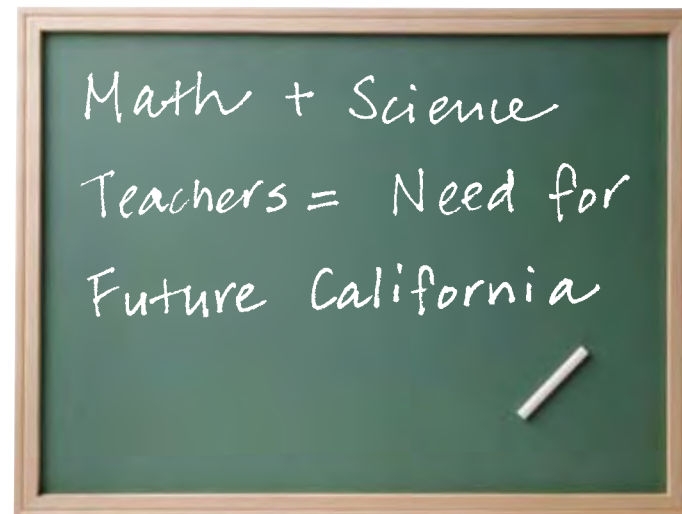 Math + Science
Teachers = Need for
Future California